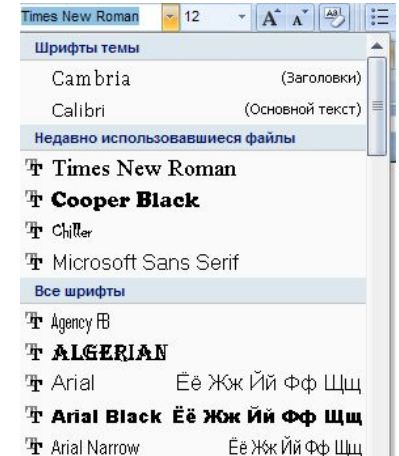 Times New Roman 12
Шрифты темы
Cambria (Заголовки)
Calibri (Основной текст)
Недавно использовавшиеся файлы
Times New Roman
Cooper Black
Chiller
Microsoft Sans Serif
Все шрифты
Agency FB
ALGERIAN
Arial Ёё Жж Йй Фф Щщ
Arial Black Ёё Жж Йй Фф Щщ
Arial Narrow Ёё Жж Йй Фф Щщ